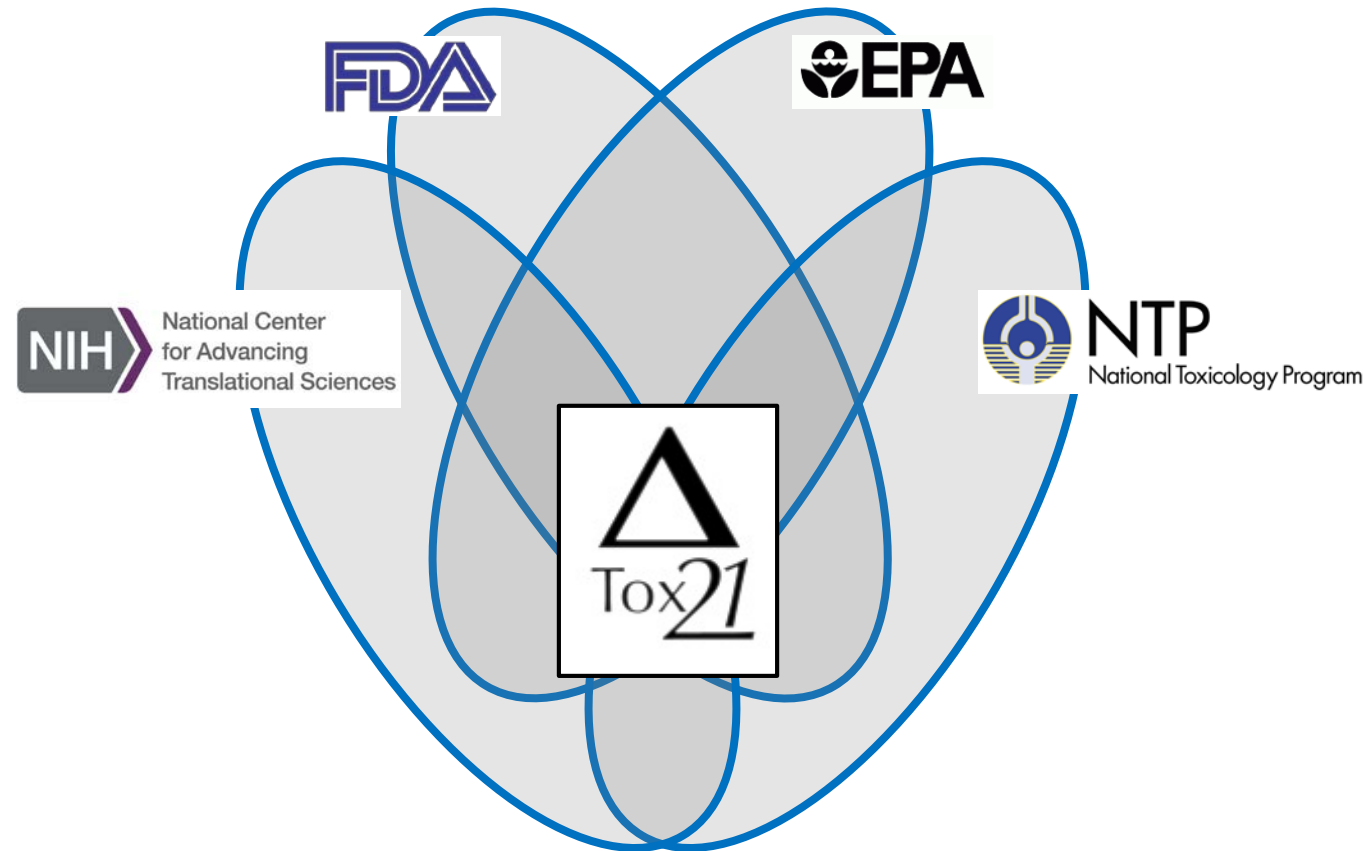 FDA
EPA
NIH
National Center
for Advancing
Translational Sciences
NTP
National Toxicology Program
Tox21